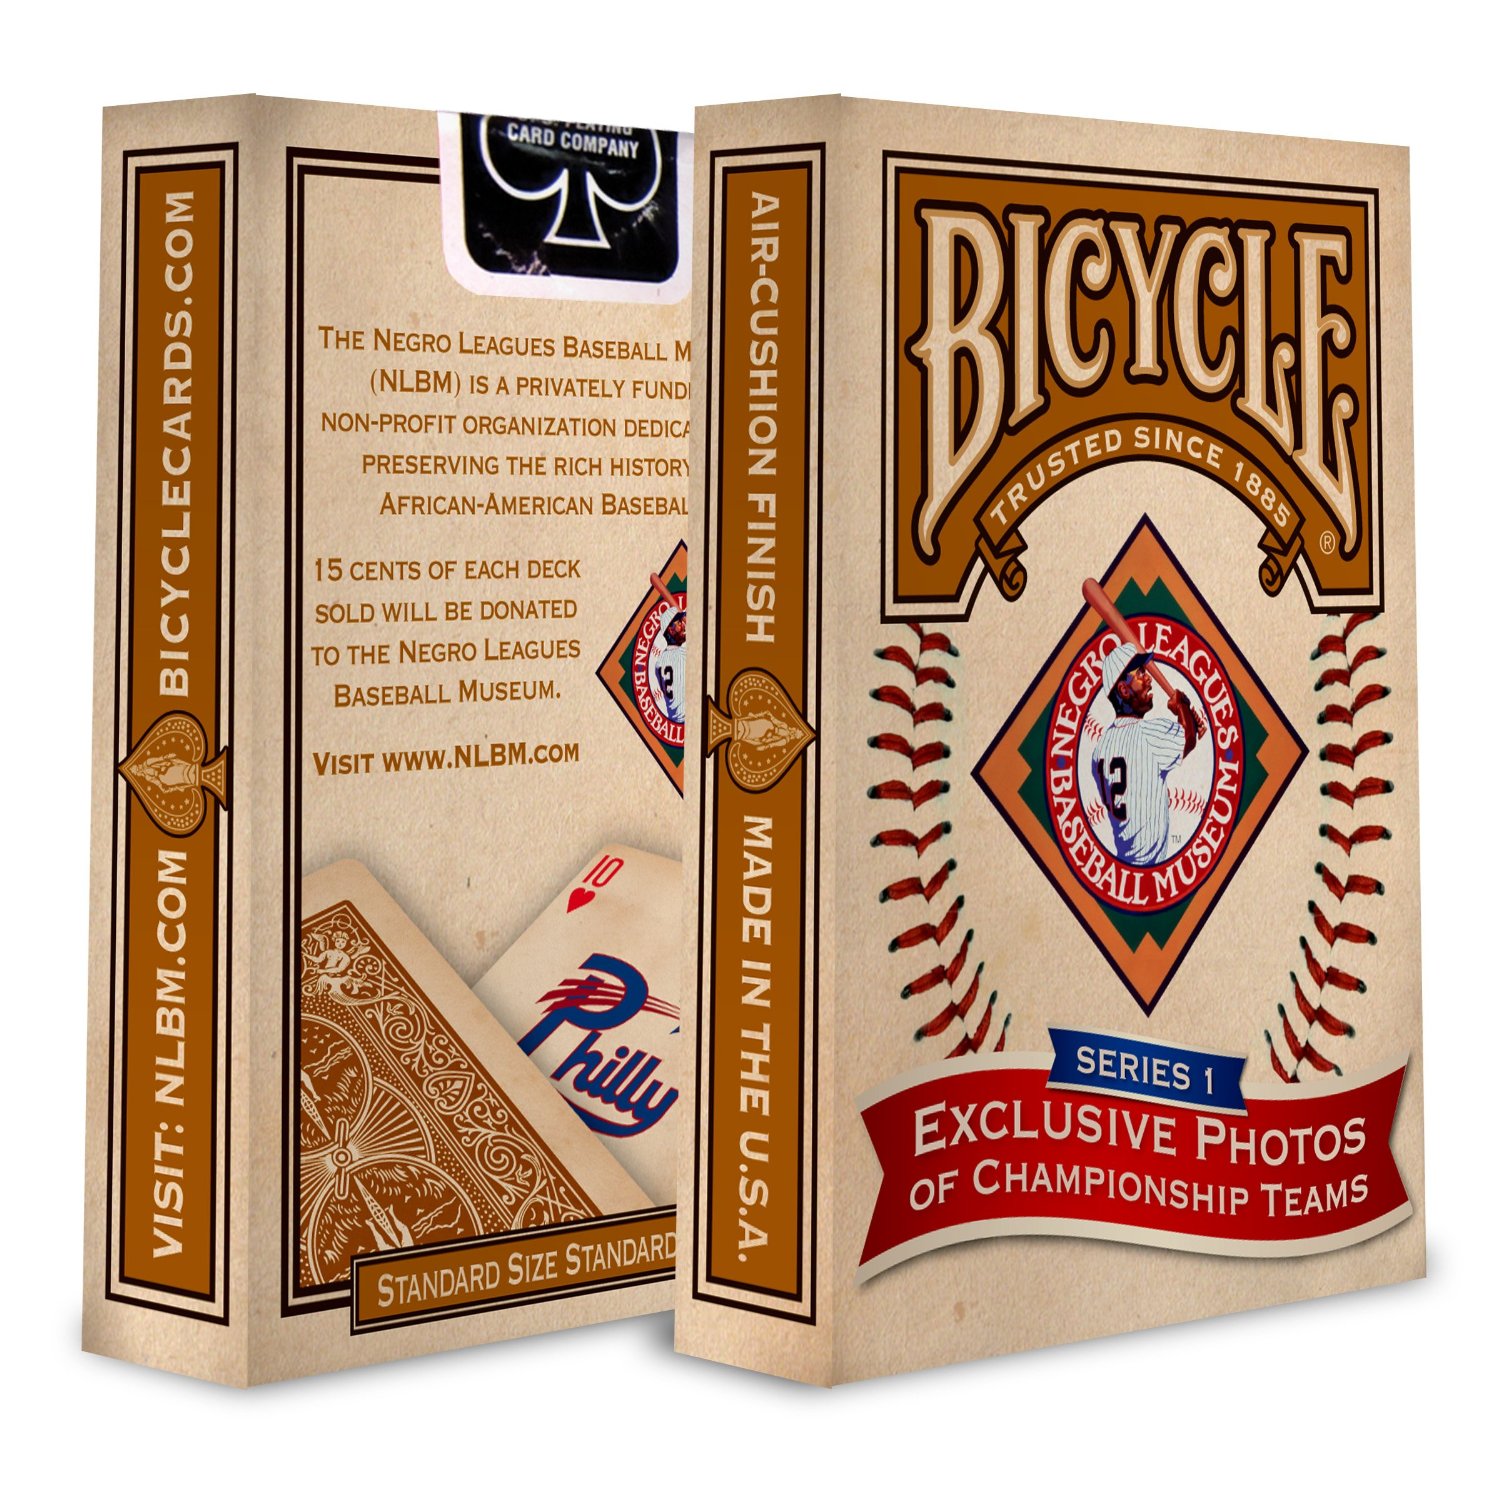 VISIT: NLBM.COM BICYCLECARDS.COM
CARD COMPANY
THE NEGRO LEAGUES BASEBALL
(NLBM) IS A PRIVATELY
NON-PROFIT ORGANIZATION
PRESERVING THE RICH HISTORY
AFRICAN-AMERICAN
15 CENTS OF EACH DECK
SOLD WILL BE DONATED
TO THE NEGRO LEAGUES
BASEBALL MUSEUM.
VISIT WWW.NLBM.COM
10
Philly
12
STANDARD SIZE STANDARD
AIR-CUSHION FINISH MADE IN THE U.S.A.
BICYCLE
®
TRUSTED SINCE 1885
NEGRO LEAGUES
BASEBALL MUSEUM
12
TM
SERIES 1
EXCLUSIVE PHOTOS
OF CHAMPIONSHIP TEAMS